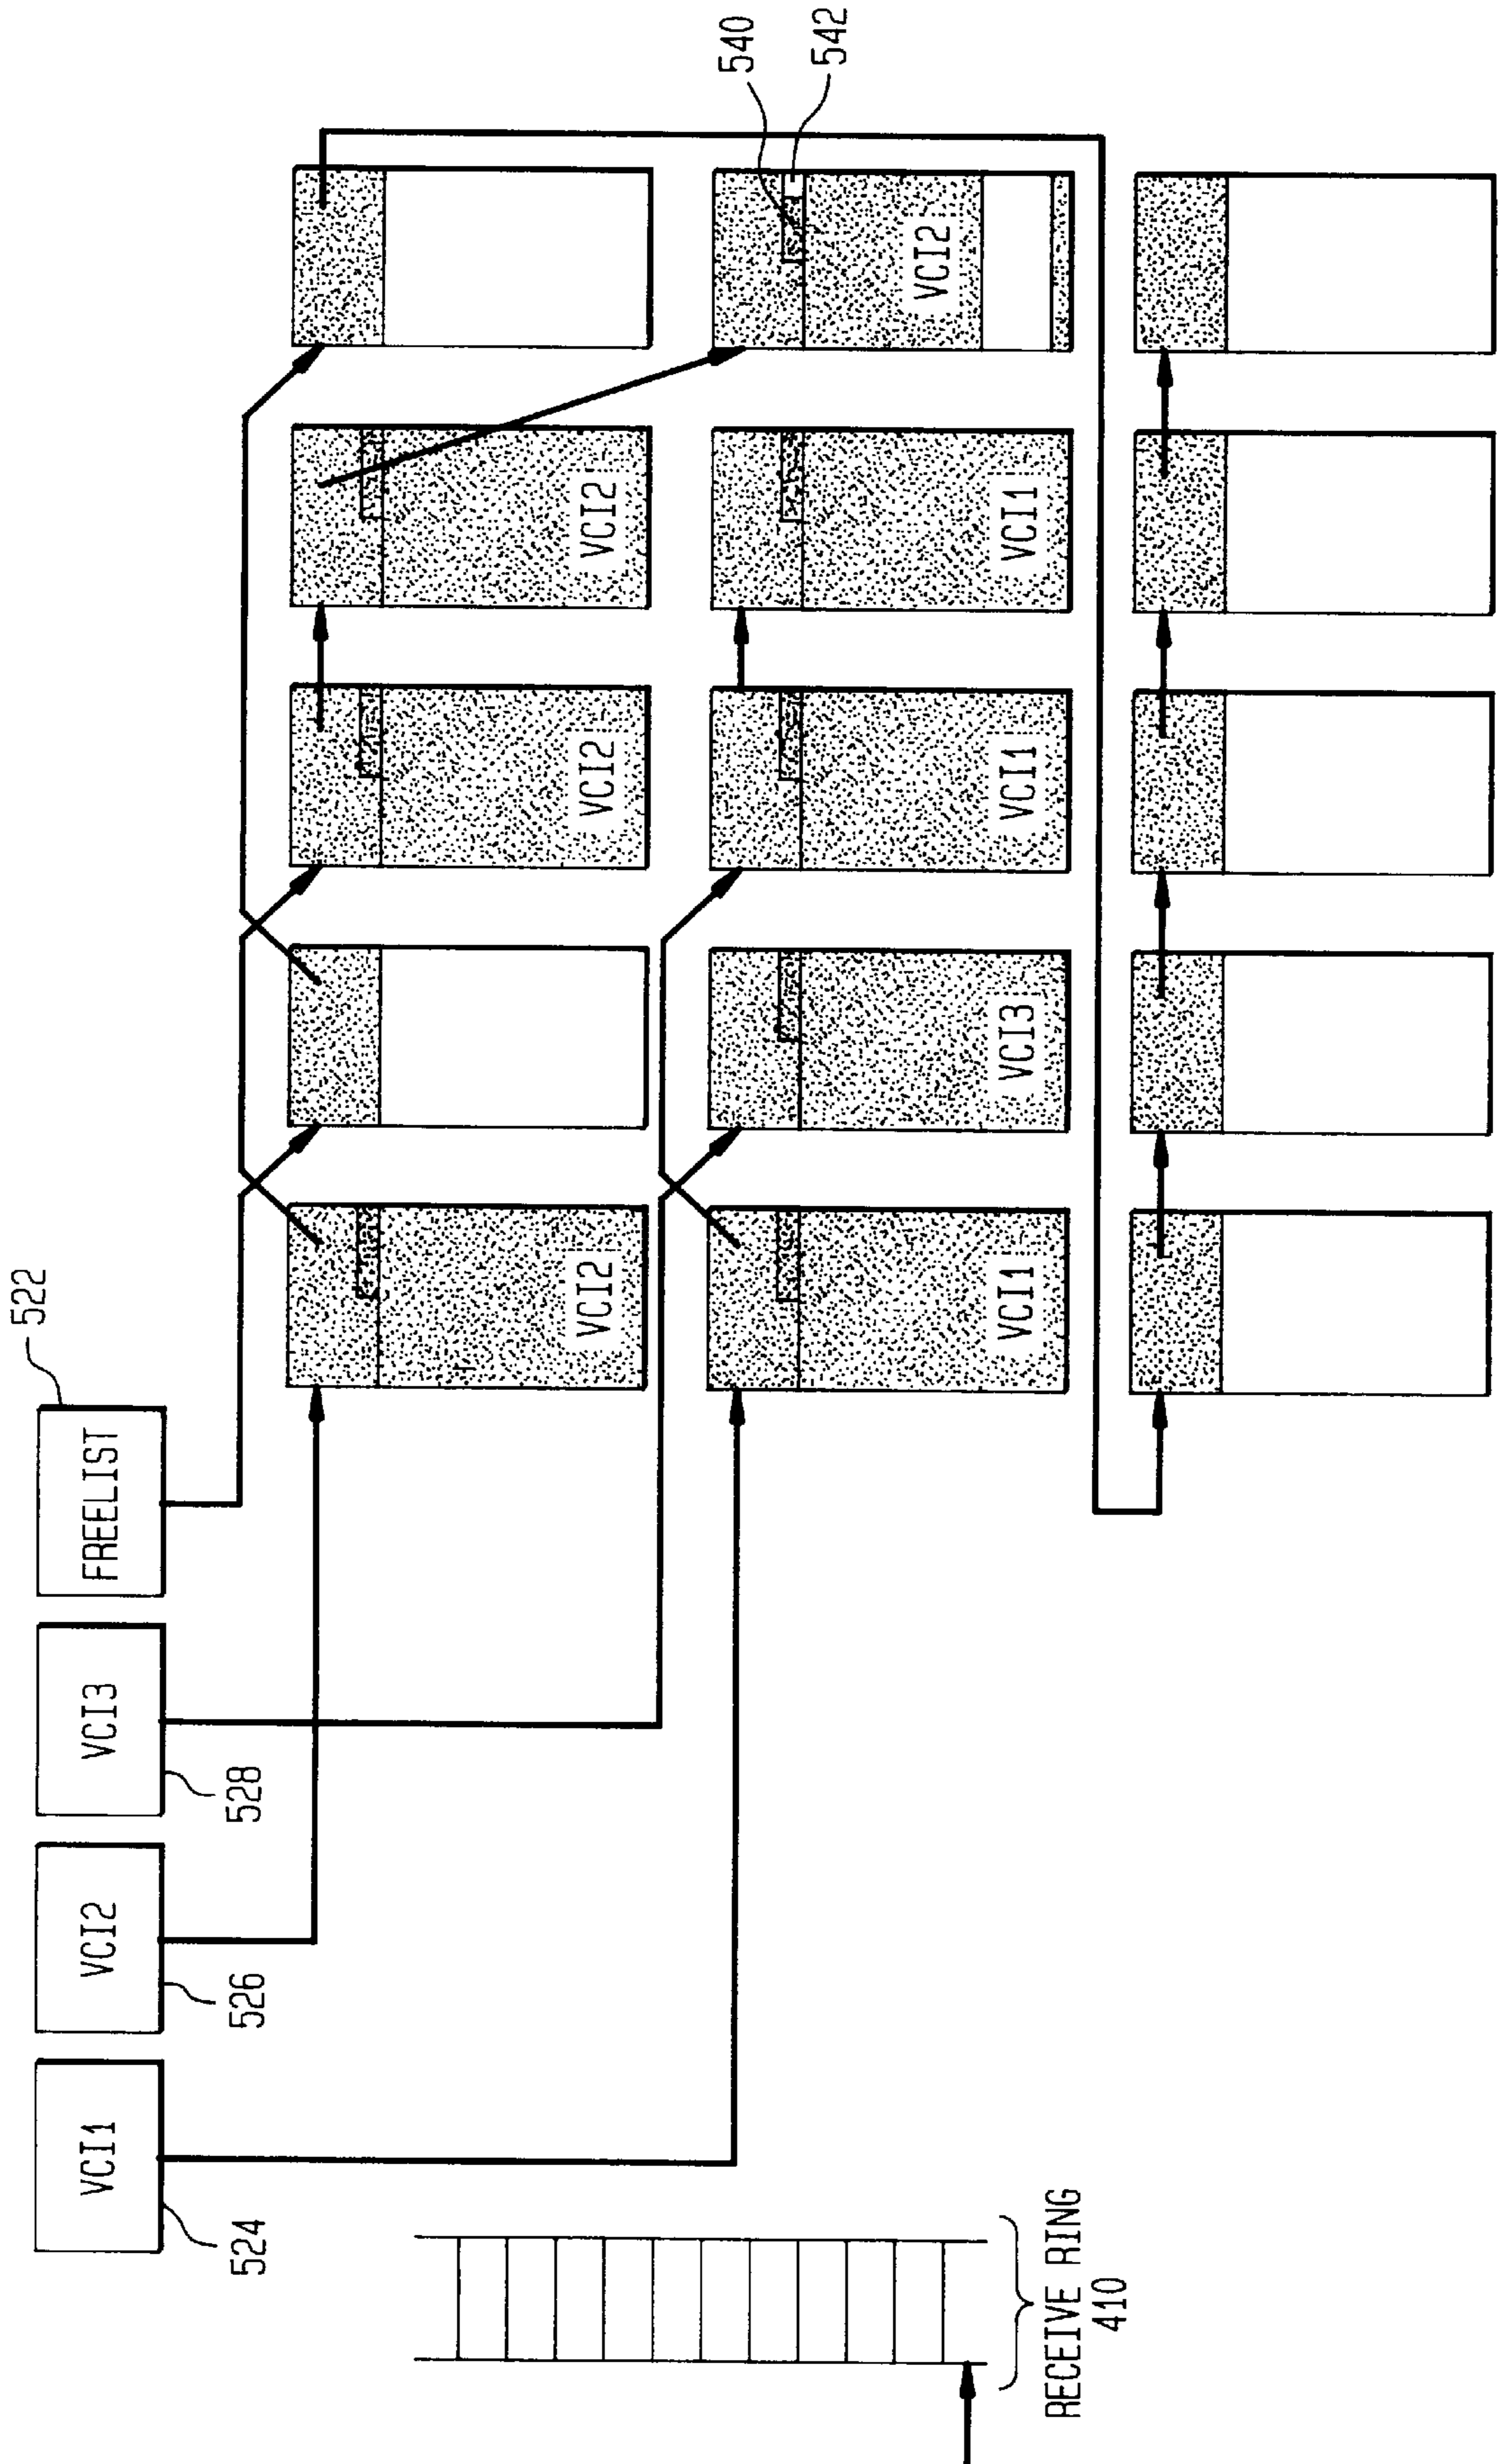 VCI1
524
VCI2
526
VCI3
528
FREELIST
522
VCI2
VCI2
VCI2
540
542
VCI1
VCI3
VCI1
VCI1
VCI2
RECEIVE RING
410